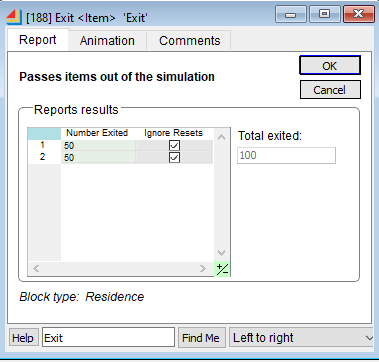 [188] Exit <Item> 'Exit'
Report Animation Comments
OK
Passes items out of the simulation
Cancel
Reports results
Number Exited Ignore Resets
Total exited:
1 50
2 50
100
+/-
Block type: Residence
Help Exit Find Me Left to right